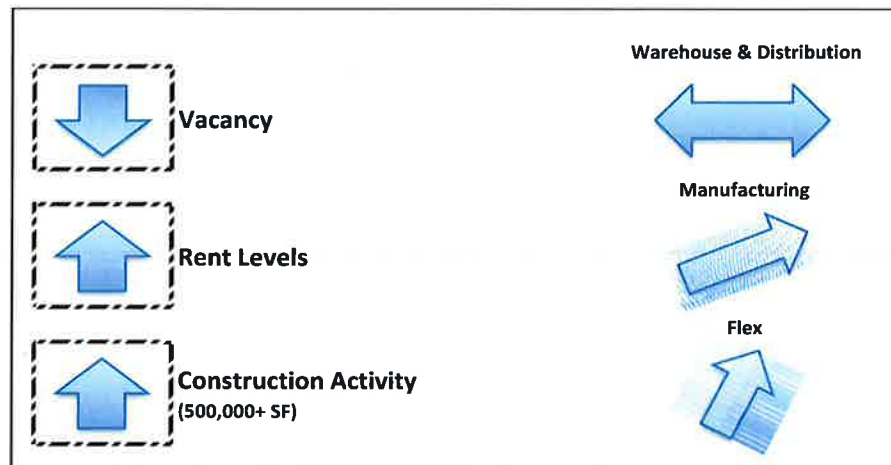 Warehouse & Distribution
Vacancy
Manufacturing
Rent Levels
Flex
Construction Activity
(500,000+ SF)